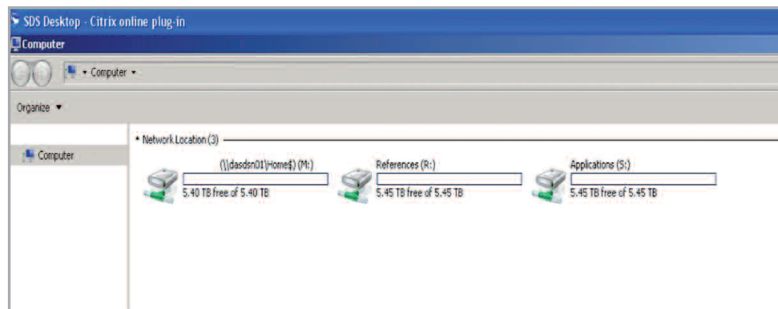 SDS Desktop - Citrix online plug-in
Computer
Computer
Organize
Computer
Network Location (3)
(\\dasdsn01\Home$) (M:)
5.40 TB free of 5.40 TB
References (R:)
5.45 TB free of 5.45 TB
Applications (S:)
5.45 TB free of 5.45 TB